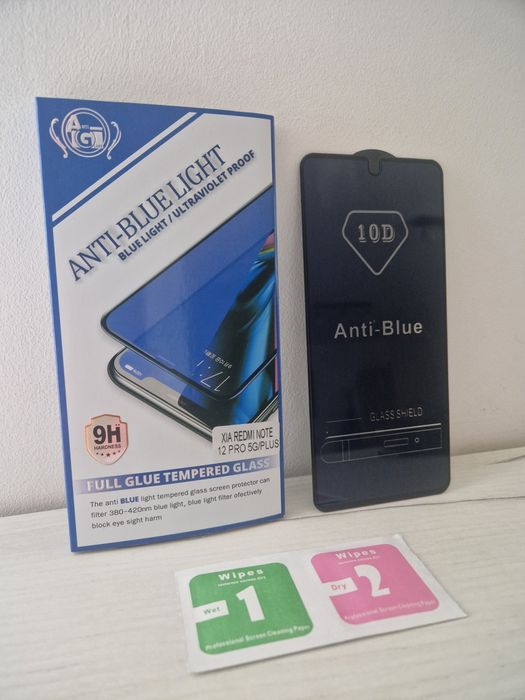 ANTI-BLUE LIGHT
BLUE LIGHT / ULTRAVIOLET PROOF
9H
HARDNESS
XIA REDMI NOTE
12 PRO 5G/PLUS
FULL GLUE TEMPERED GLASS
The anti BLUE light tempered glass screen protector can
filter 380-420nm blue light, blue light filter ofectively
block eye sight harm
10D
Anti-Blue
GLASS SHIELD
Wipes
Wet
1
Professional Screen Cleaning Paper
Wipes
Dry
2
Professional Screen Cleaning Paper